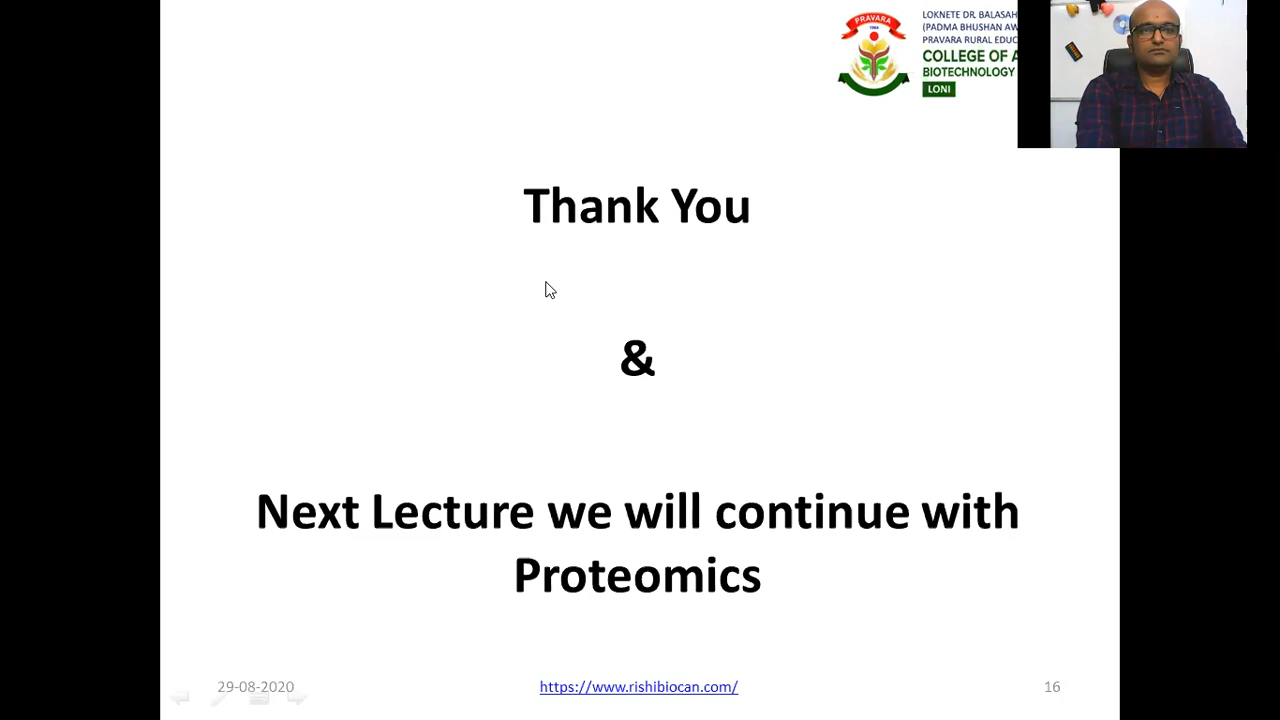 PRAVARA
LOKNETE DR. BALASAH
(PADMA BHUSHAN AW
PRAVARA RURAL EDUC
COLLEGE OF A
BIOTECHNOLOGY
LONI
Thank You
&
Next Lecture we will continue with
Proteomics
29-08-2020
https://www.rishibiocan.com/
16